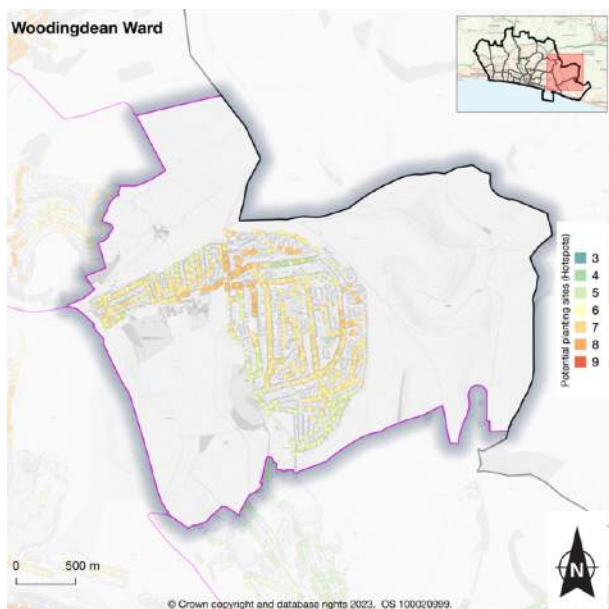 Woodingdean Ward
Potential planting sites (Hotspots)
3
4
5
6
7
8
9
0 500 m
N
© Crown copyright and database rights 2023. OS 100020999.